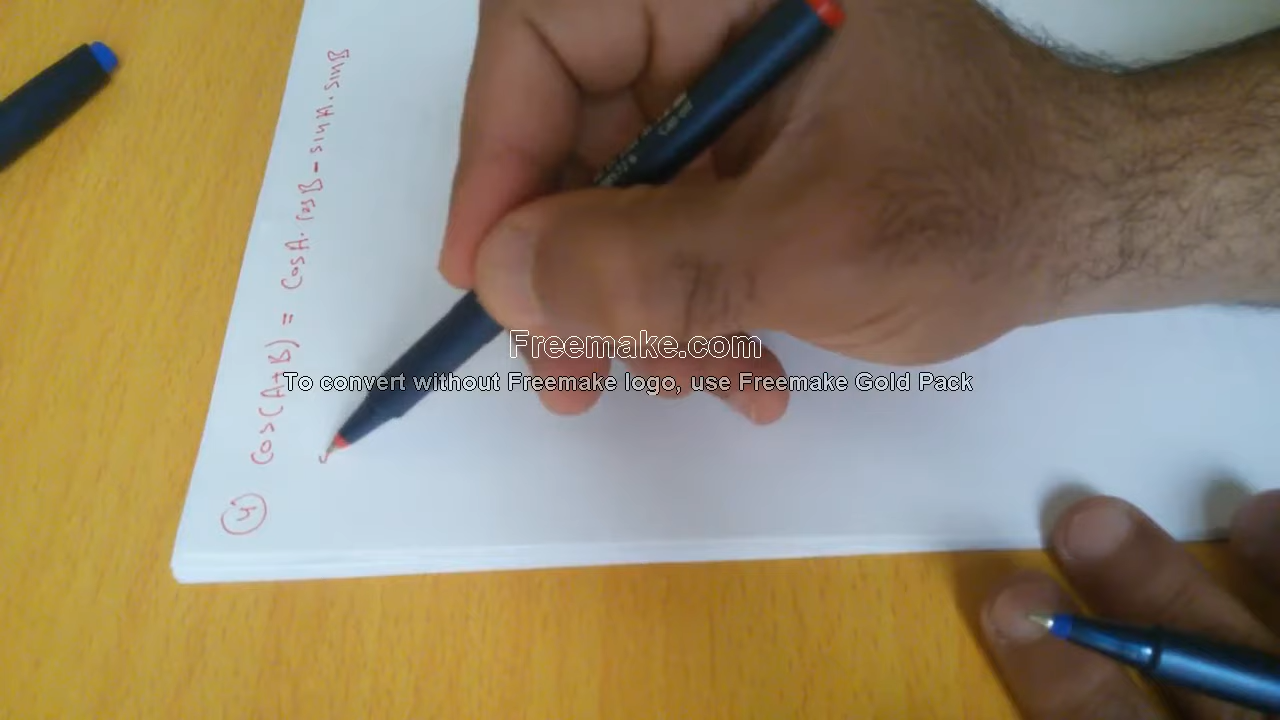 ④ cos(A+B) = cosA. cosB - sinA. sinB
Freemake.com
To convert without Freemake logo, use Freemake Gold Pack